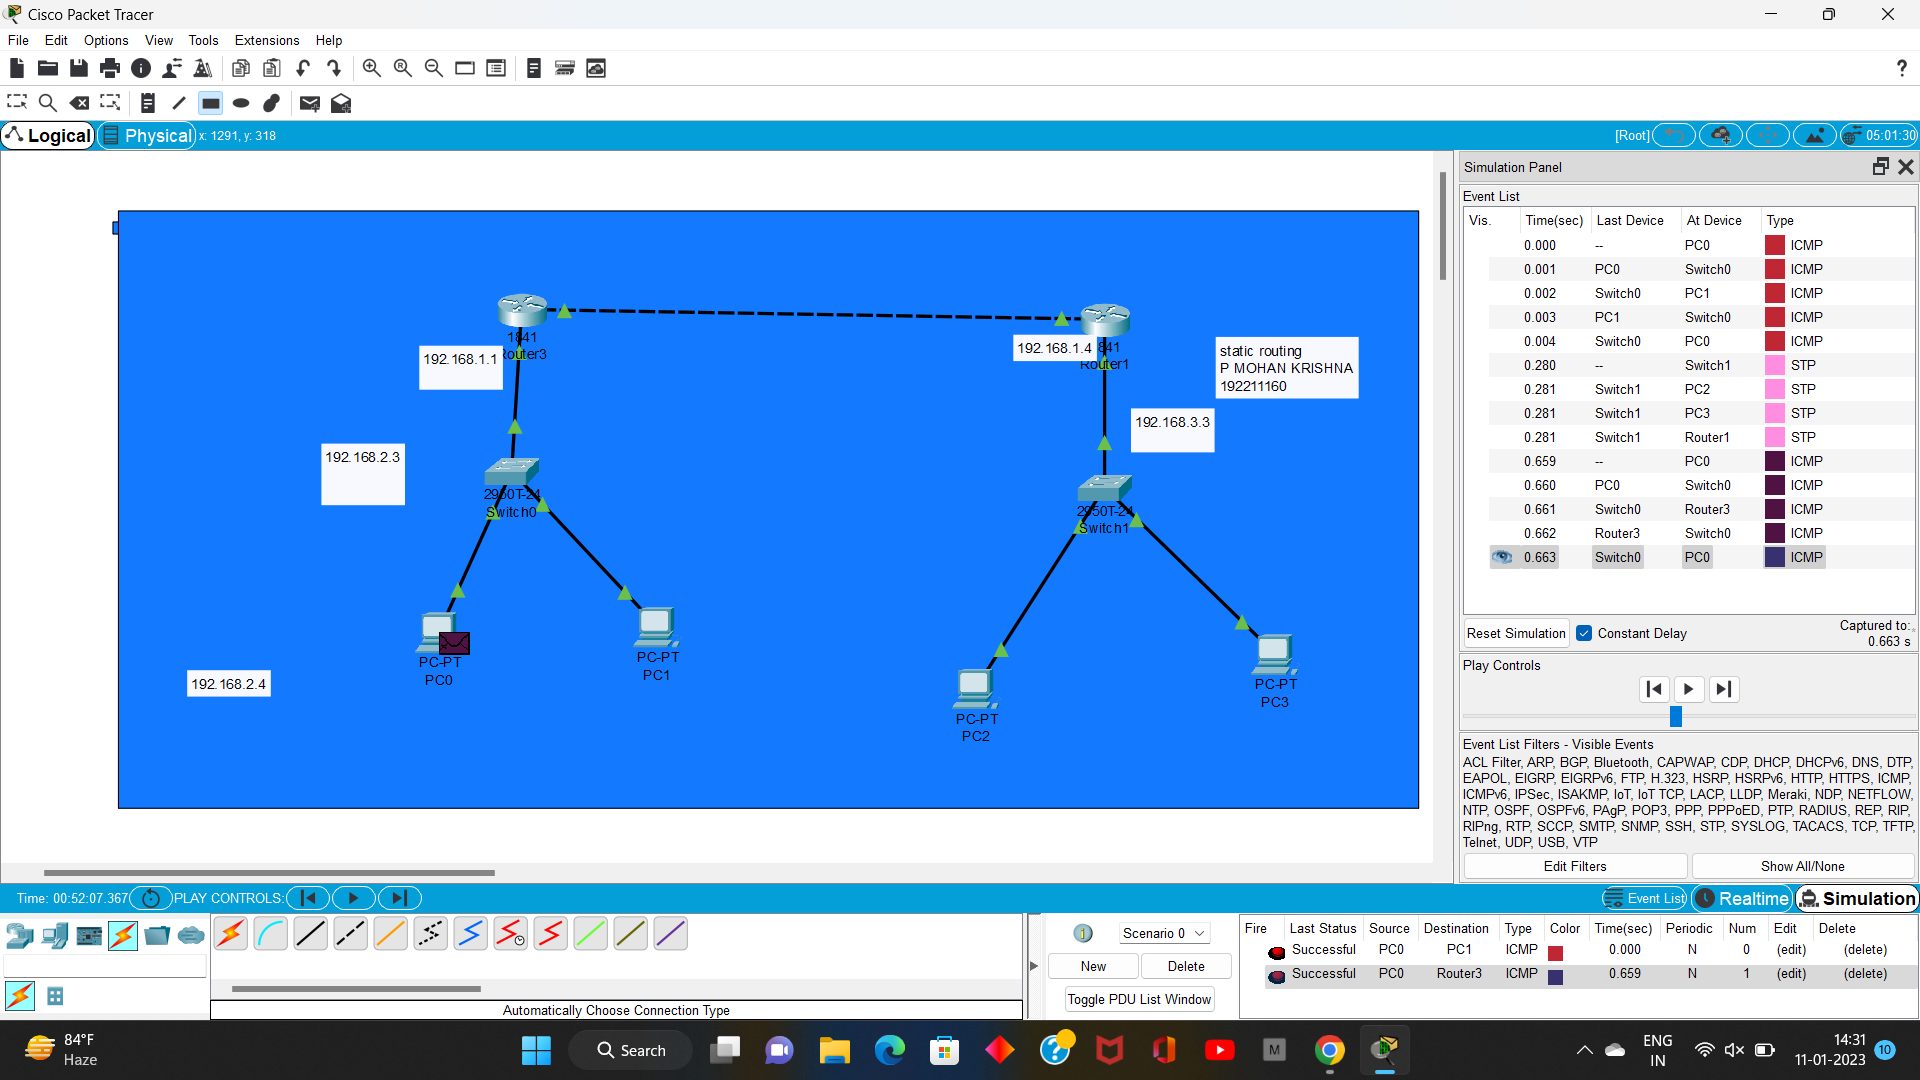 Cisco Packet Tracer
File Edit Options View Tools Extensions Help
Logical Physical x: 1291, y: 318
[Root] 05:01:30
1841
Router3
192.168.1.1
192.168.1.4
841
Router1
static routing
P MOHAN KRISHNA
192211160
192.168.3.3
192.168.2.3
2950T-24
Switch0
2950T-24
Switch1
PC-PT
PC0
PC-PT
PC1
PC-PT
PC2
PC-PT
PC3
192.168.2.4
Simulation Panel
Event List
Vis. Time(sec) Last Device At Device Type
0.000 -- PC0 ICMP
0.001 PC0 Switch0 ICMP
0.002 Switch0 PC1 ICMP
0.003 PC1 Switch0 ICMP
0.004 Switch0 PC0 ICMP
0.280 -- Switch1 STP
0.281 Switch1 PC2 STP
0.281 Switch1 PC3 STP
0.281 Switch1 Router1 STP
0.659 -- PC0 ICMP
0.660 PC0 Switch0 ICMP
0.661 Switch0 Router3 ICMP
0.662 Router3 Switch0 ICMP
0.663 Switch0 PC0 ICMP
Reset Simulation Constant Delay
Captured to:
0.663 s
Play Controls
Event List Filters - Visible Events
ACL Filter, ARP, BGP, Bluetooth, CAPWAP, CDP, DHCP, DHCPv6, DNS, DTP,
EAPOL, EIGRP, EIGRPv6, FTP, H.323, HSRP, HSRPv6, HTTP, HTTPS, ICMP,
ICMPv6, IPSec, ISAKMP, IoT, IoT TCP, LACP, LLDP, Meraki, NDP, NETFLOW,
NTP, OSPF, OSPFv6, PAgP, POP3, PPP, PPPoED, PTP, RADIUS, REP, RIP,
RIPng, RTP, SCCP, SMTP, SNMP, SSH, STP, SYSLOG, TACACS, TCP, TFTP,
Telnet, UDP, USB, VTP
Edit Filters Show All/None
Time: 00:52:07.367 PLAY CONTROLS:
Event List Realtime Simulation
Automatically Choose Connection Type
Scenario 0
New Delete
Toggle PDU List Window
Fire Last Status Source Destination Type Color Time(sec) Periodic Num Edit Delete
Successful PC0 PC1 ICMP 0.000 N 0 (edit) (delete)
Successful PC0 Router3 ICMP 0.659 N 1 (edit) (delete)
84°F
Haze
Search
M
ENG
IN
14:31
11-01-2023
10